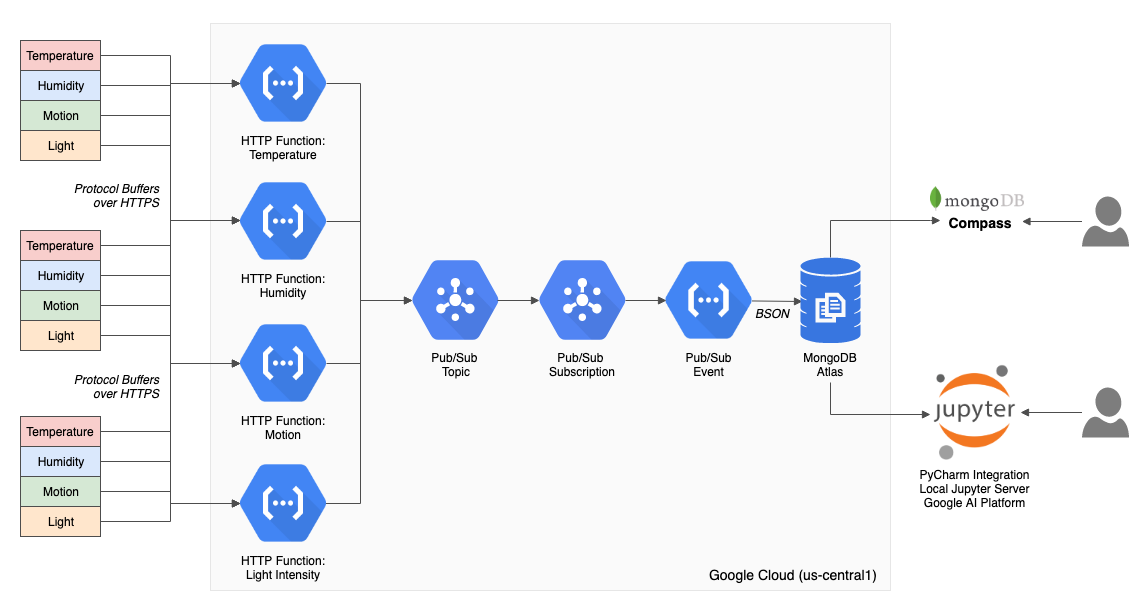 Temperature
Humidity
Motion
Light
Protocol Buffers
over HTTPS
Temperature
Humidity
Motion
Light
Protocol Buffers
over HTTPS
Temperature
Humidity
Motion
Light
HTTP Function:
Temperature
HTTP Function:
Humidity
HTTP Function:
Motion
HTTP Function:
Light Intensity
Pub/Sub
Topic
Pub/Sub
Subscription
Pub/Sub
Event
BSON
MongoDB
Atlas
Google Cloud (us-central1)
mongoDB
Compass
jupyter
PyCharm Integration
Local Jupyter Server
Google AI Platform